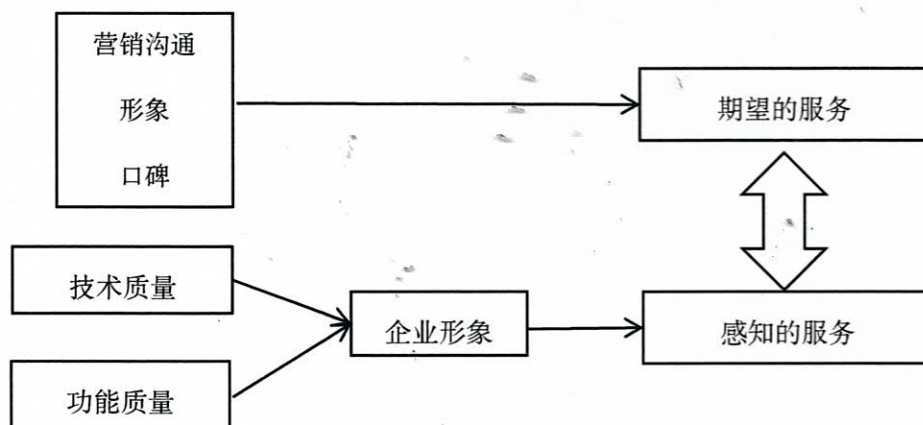 营销沟通
形象
口碑
期望的服务
技术质量
企业形象
感知的服务
功能质量